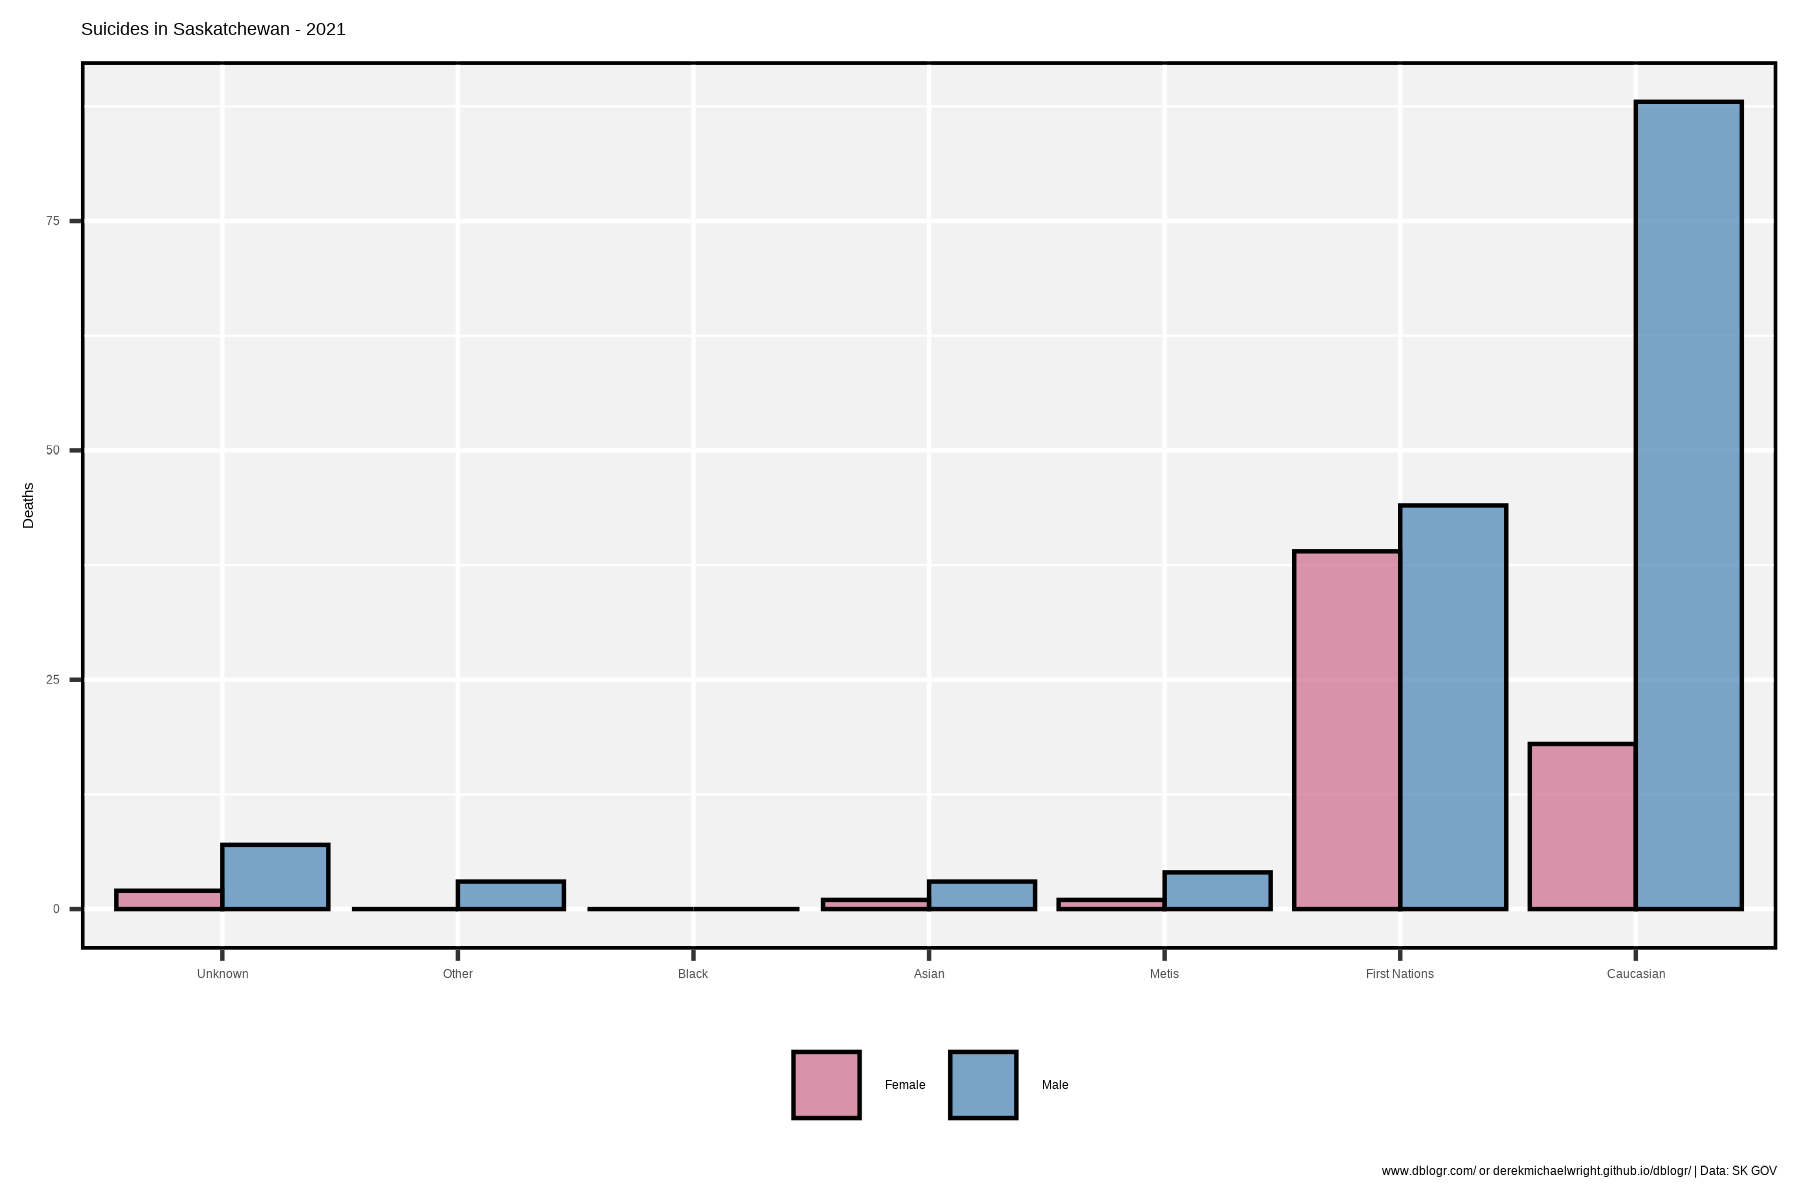 Suicides in Saskatchewan - 2021
Deaths
75
50
25
0
Unknown Other Black Asian Metis First Nations Caucasian
Female Male
www.dblogr.com/ or derekmichaelwright.github.io/dblogr/ | Data: SK GOV